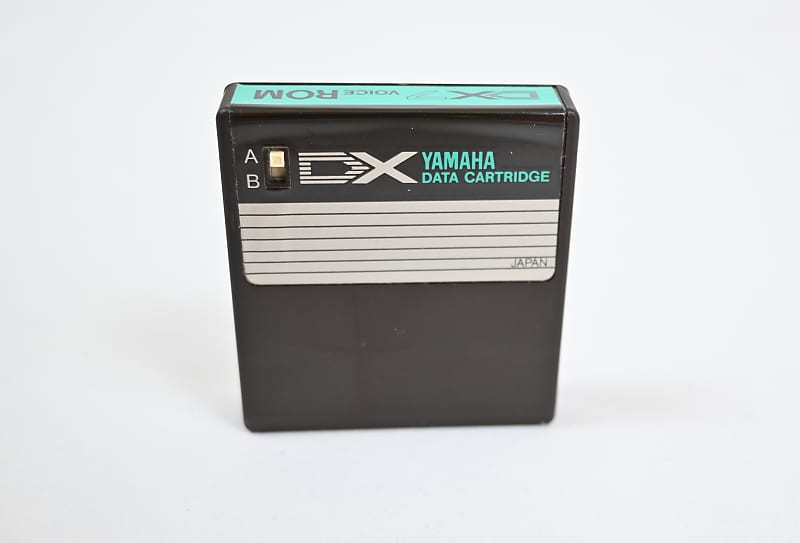 DX7 VOICE ROM
A
B
DX YAMAHA
DATA CARTRIDGE
JAPAN